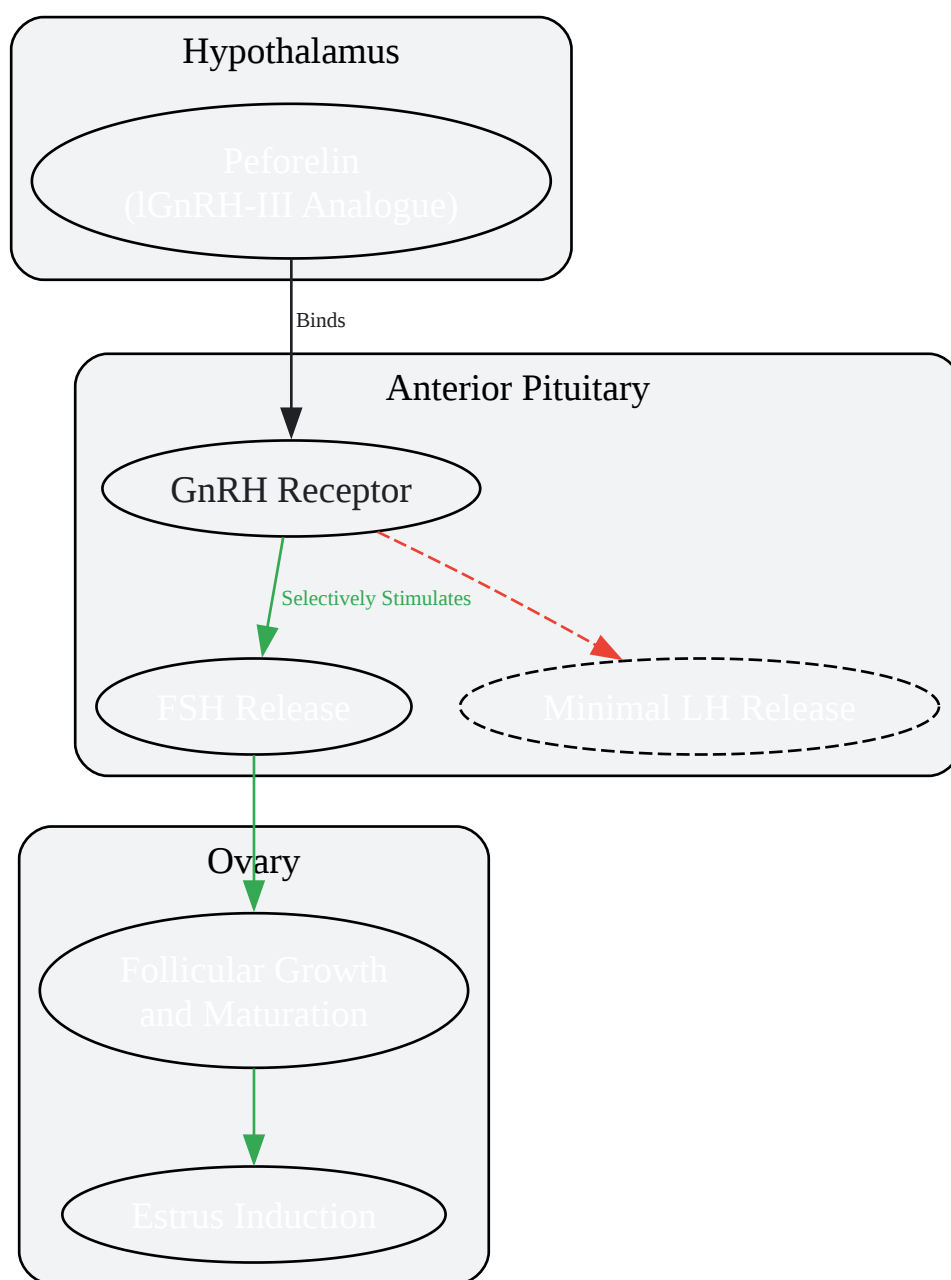 Hypothalamus
Peforelin
(lGnRH-III Analogue)
Binds
Anterior Pituitary
GnRH Receptor
Selectively Stimulates
FSH Release
Minimal LH Release
Ovary
Follicular Growth
and Maturation
Estrus Induction